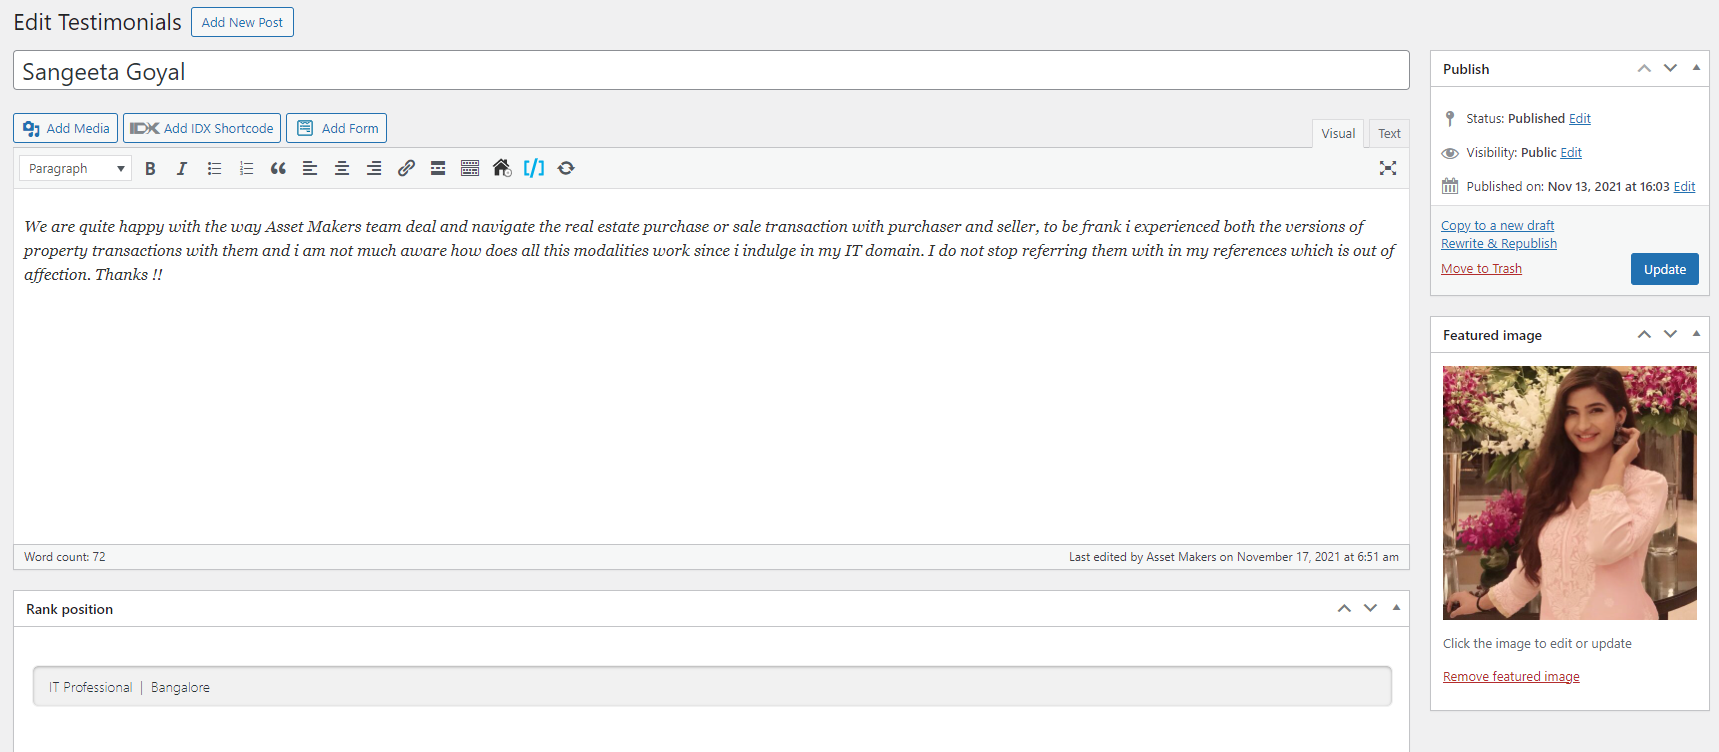 Edit Testimonials Add New Post
Sangeeta Goyal
Add Media IDX Add IDX Shortcode Add Form
Visual Text
Paragraph B I
We are quite happy with the way Asset Makers team deal and navigate the real estate purchase or sale transaction with purchaser and seller, to be frank i experienced both the versions of
property transactions with them and i am not much aware how does all this modalities work since i indulge in my IT domain. I do not stop referring them with in my references which is out of
affection. Thanks !!
Word count: 72 Last edited by Asset Makers on November 17, 2021 at 6:51 am
Rank position
IT Professional | Bangalore
Publish
Status: Published Edit
Visibility: Public Edit
Published on: Nov 13, 2021 at 16:03 Edit
Copy to a new draft
Rewrite & Republish
Move to Trash Update
Featured image
Click the image to edit or update
Remove featured image